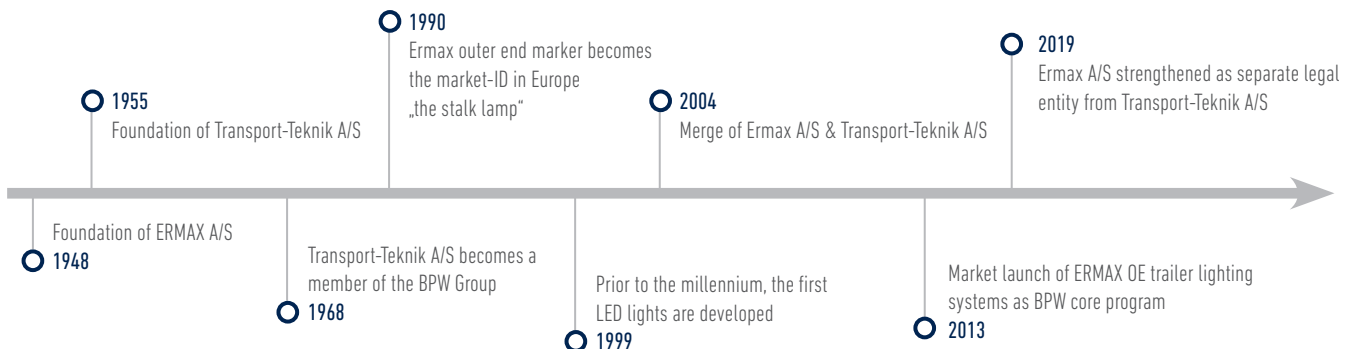 1990
Ermax outer end marker becomes
the market-ID in Europe
„the stalk lamp“
2019
Ermax A/S strengthened as separate legal
entity from Transport-Teknik A/S
1955
Foundation of Transport-Teknik A/S
2004
Merge of Ermax A/S & Transport-Teknik A/S
Foundation of ERMAX A/S
1948
Transport-Teknik A/S becomes a
member of the BPW Group
1968
Prior to the millennium, the first
LED lights are developed
1999
Market launch of ERMAX OE trailer lighting
systems as BPW core program
2013